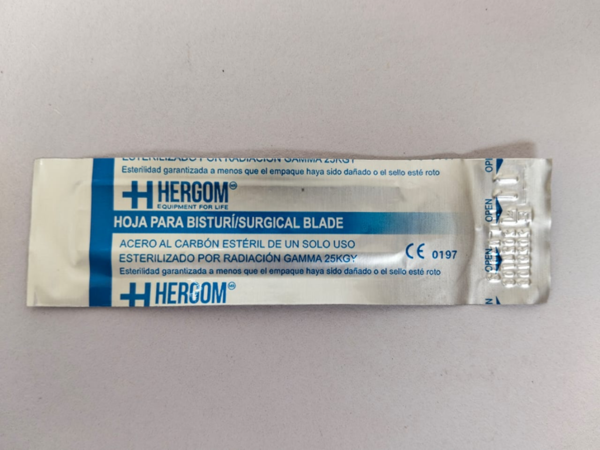 ESTERILIZADO POR RADIACIÓN GAMMA 25KGY
Esterilidad garantizada a menos que el empaque haya sido dañado o el sello esté roto
HERGOM
EQUIPMENT FOR LIFE
HOJA PARA BISTURÍ/SURGICAL BLADE
ACERO AL CARBÓN ESTÉRIL DE UN SOLO USO
ESTERILIZADO POR RADIACIÓN GAMMA 25KGY
CE 0197
Esterilidad garantizada a menos que el empaque haya sido dañado o el sello esté roto
HERGOM
OPEN
OPEN
OPEN